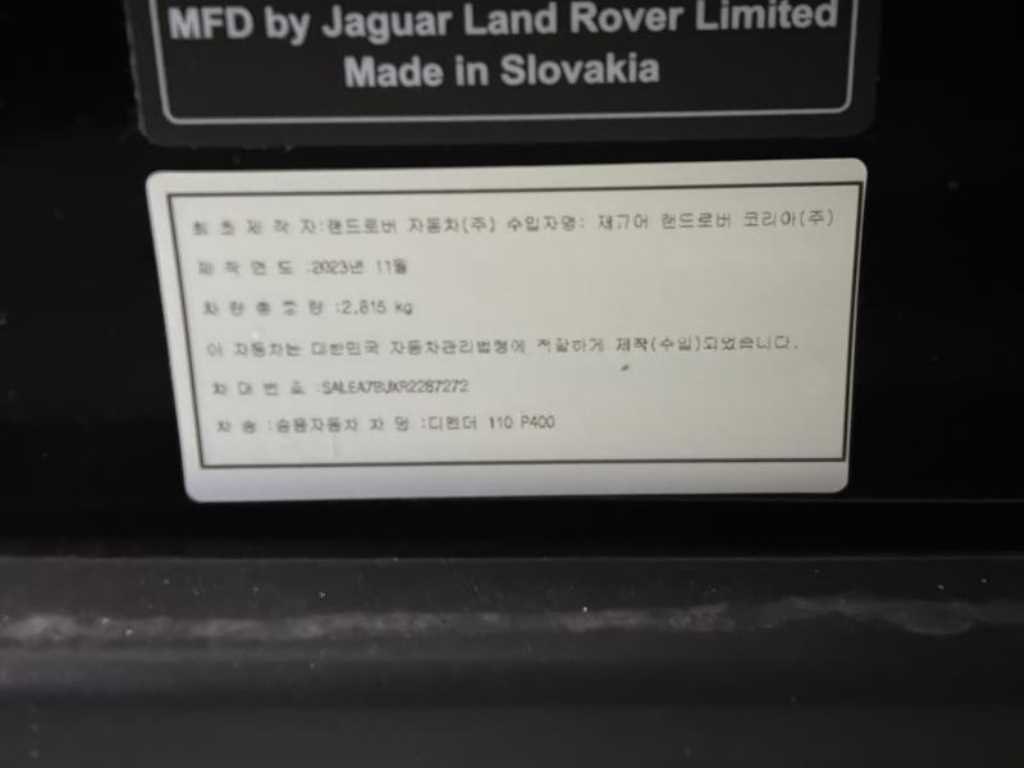 MFD by Jaguar Land Rover Limited
Made in Slovakia
최 초 제 작 자:랜드로버 자동차(주) 수입자명: 재규어 랜드로버 코리아(주)
제 작 연 도 :2023년 11월
차 량 총 중 량 :2,815 kg
이 자동차는 대한민국 자동차관리법령에 적합하게 제작(수입)되었습니다.
차 대 번 호
차 종 :승용자동차 차 명 :디펜더 110 P400